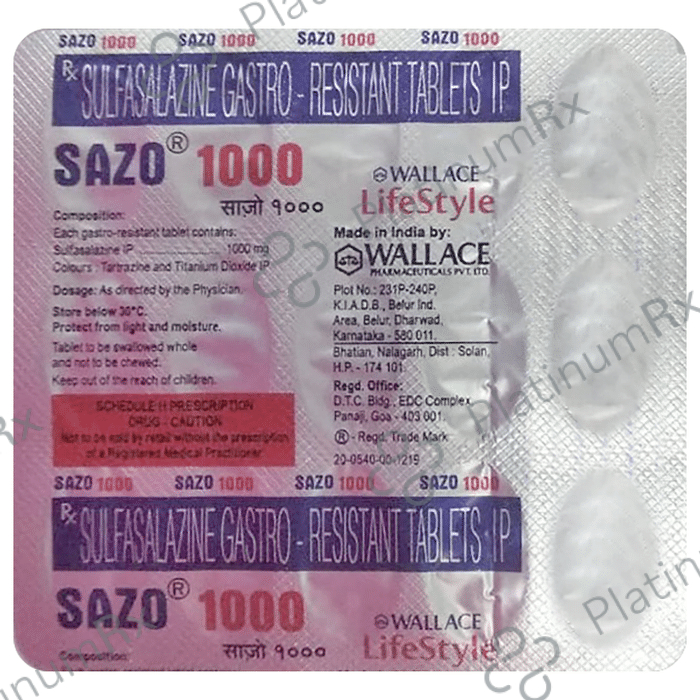 SAZO 1000 SAZO 1000 SAZO 1000 SAZO 1000
Rx SULFASALAZINE GASTRO - RESISTANT TABLETS IP
SAZO® 1000
साज़ो १०००
WALLACE
LifeStyle
Composition:
Each gastro-resistant tablet contains:
Sulfasalazine IP 1000 mg
Colours : Tartrazine and Titanium Dioxide IP
Dosage: As directed by the Physician.
Store below 30°C.
Protect from light and moisture.
Tablet to be swallowed whole
and not to be chewed.
Keep out of the reach of children.
SCHEDULE H PRESCRIPTION
DRUG - CAUTION
Not to be sold by retail without the prescription
of a Registered Medical Practitioner
Made in India by:
WALLACE
PHARMACEUTICALS PVT. LTD.
Plot No.: 231P-240P,
K.I.A.D.B., Belur Ind.
Area, Belur, Dharwad,
Karnataka - 580 011.
Bhatian, Nalagarh, Dist : Solan,
H.P. - 174 101.
Regd. Office:
D.T.C. Bldg., EDC Complex,
Panaji, Goa - 403 001.
® - Regd. Trade Mark
20-0540-00-1219
SAZO 1000 SAZO 1000 SAZO 1000 SAZO 1000
Rx SULFASALAZINE GASTRO - RESISTANT TABLETS IP
SAZO® 1000
साज़ो १०००
WALLACE
LifeStyle
Composition:
PlatinumRx
PlatinumRx
PlatinumRx
PlatinumRx